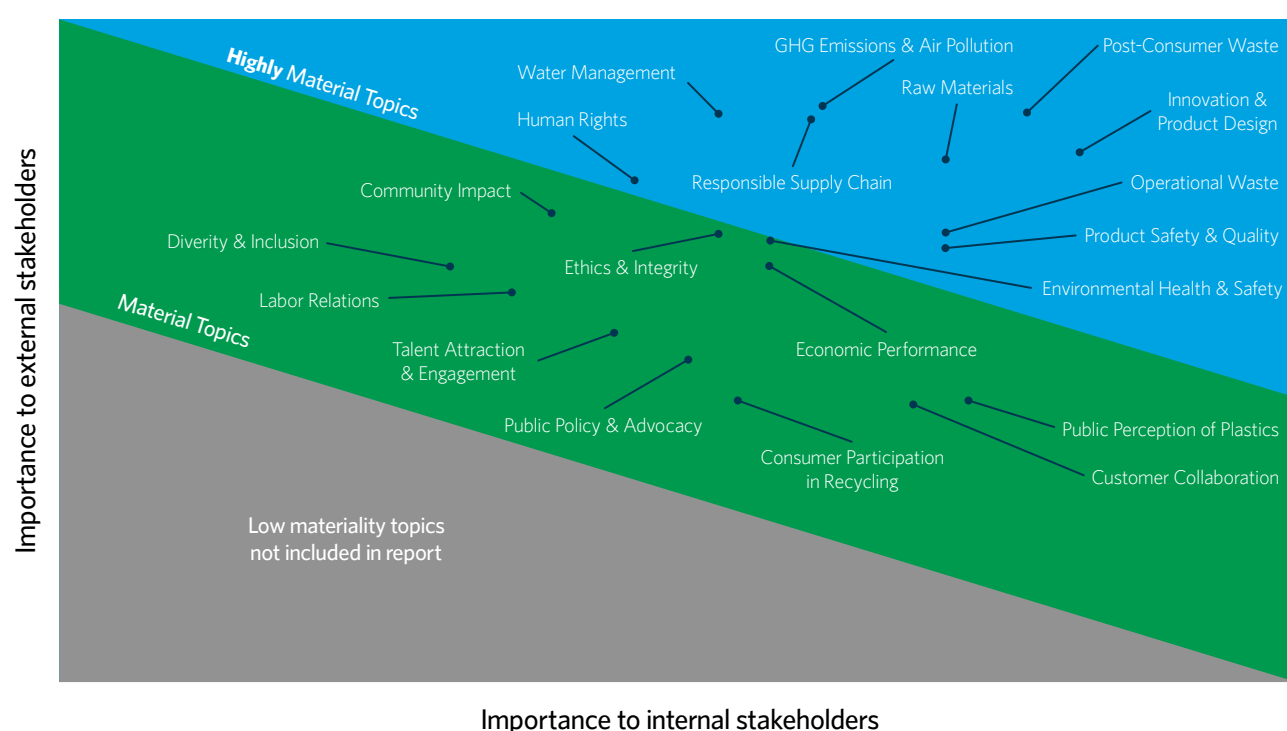 Highly Material Topics
GHG Emissions & Air Pollution
Post-Consumer Waste
Water Management
Raw Materials
Innovation &
Product Design
Human Rights
Responsible Supply Chain
Operational Waste
Community Impact
Diverity & Inclusion
Product Safety & Quality
Ethics & Integrity
Environmental Health & Safety
Labor Relations
Material Topics
Talent Attraction
& Engagement
Economic Performance
Public Policy & Advocacy
Public Perception of Plastics
Consumer Participation
in Recycling
Customer Collaboration
Low materiality topics
not included in report
Importance to external stakeholders
Importance to internal stakeholders